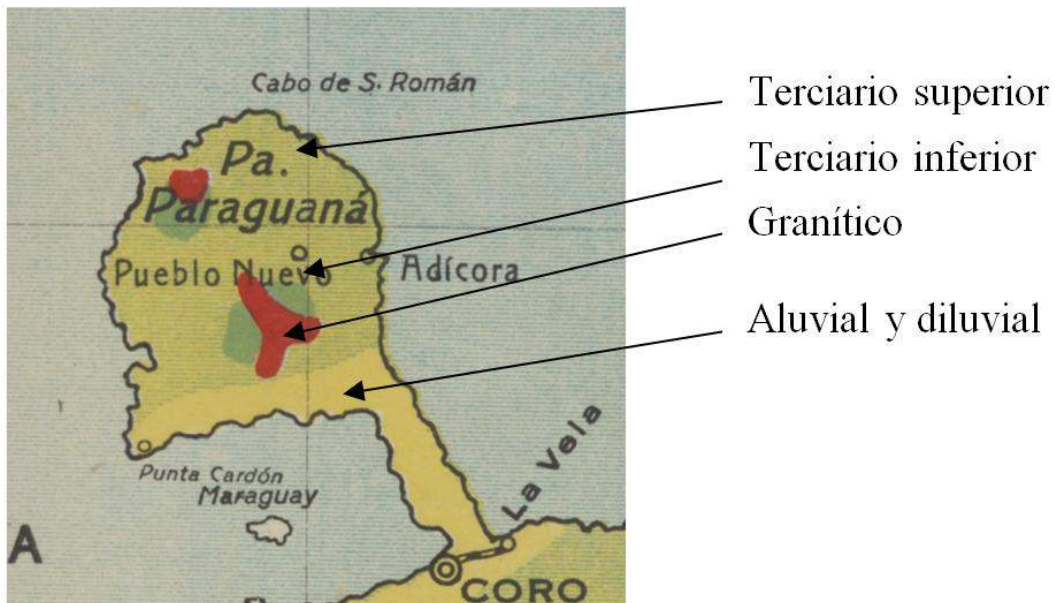 Cabo de S. Román
Pa.
Paraguaná
Pueblo Nuevo
Adícora
Punta Cardón
Maraguay
La Vela
A
CORO
Terciario superior
Terciario inferior
Granítico
Aluvial y diluvial